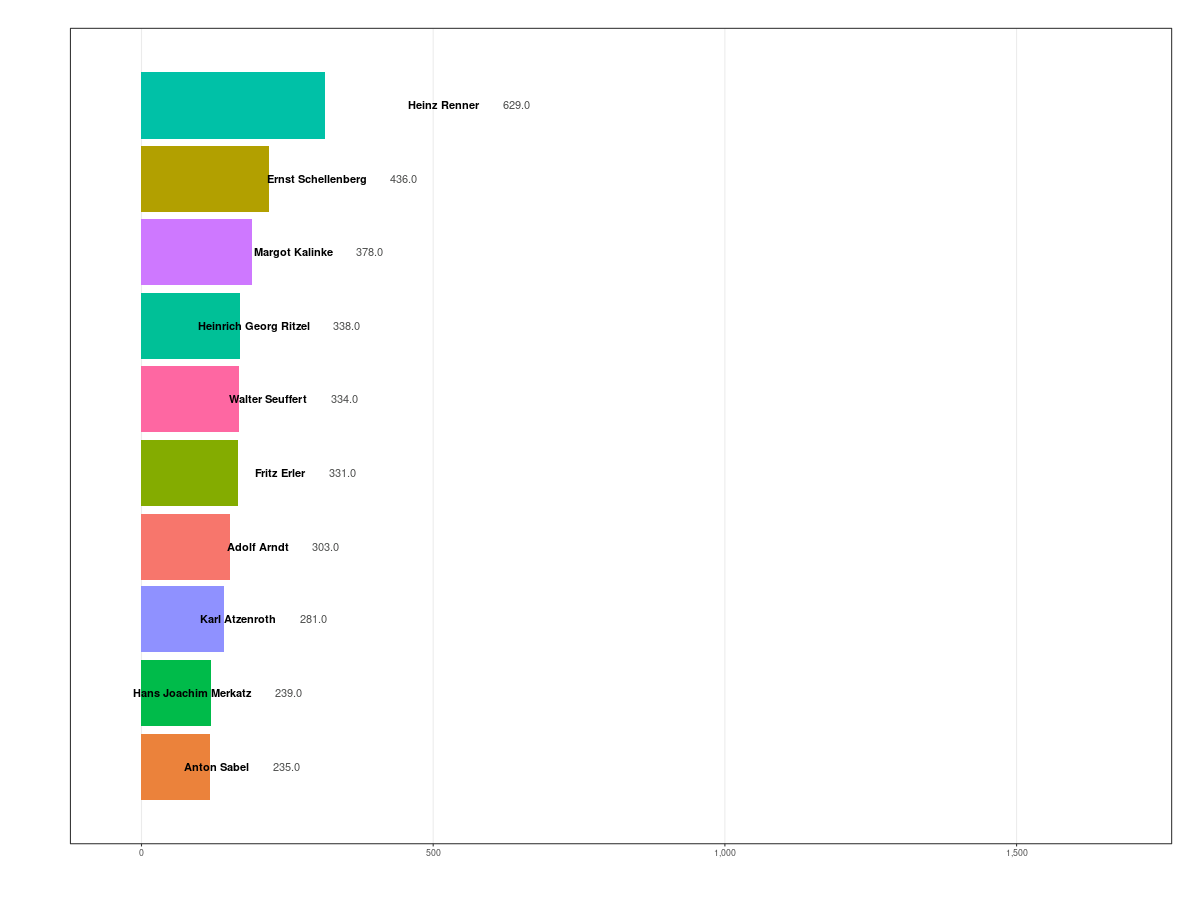 Heinz Renner 629.0
Ernst Schellenberg 436.0
Margot Kalinke 378.0
Heinrich Georg Ritzel 338.0
Walter Seuffert 334.0
Fritz Erler 331.0
Adolf Arndt 303.0
Karl Atzenroth 281.0
Hans Joachim Merkatz 239.0
Anton Sabel 235.0
0 500 1,000 1,500